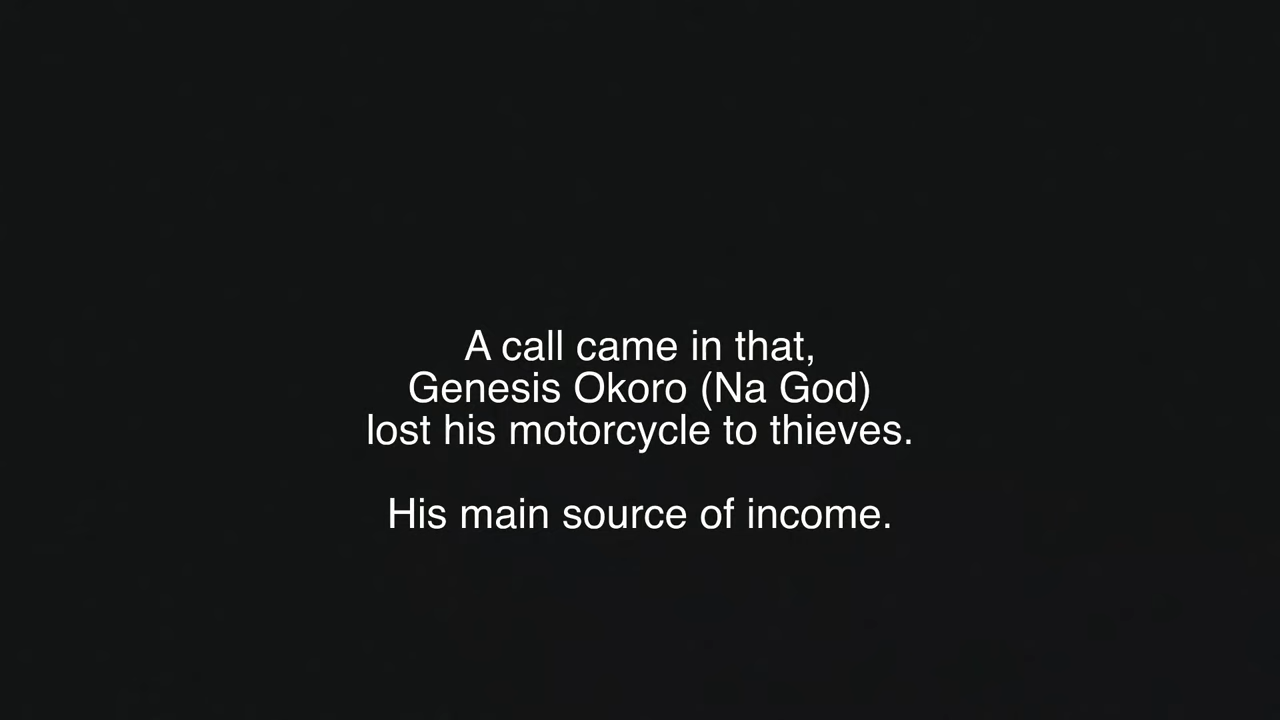 A call came in that,
Genesis Okoro (Na God)
lost his motorcycle to thieves.
His main source of income.